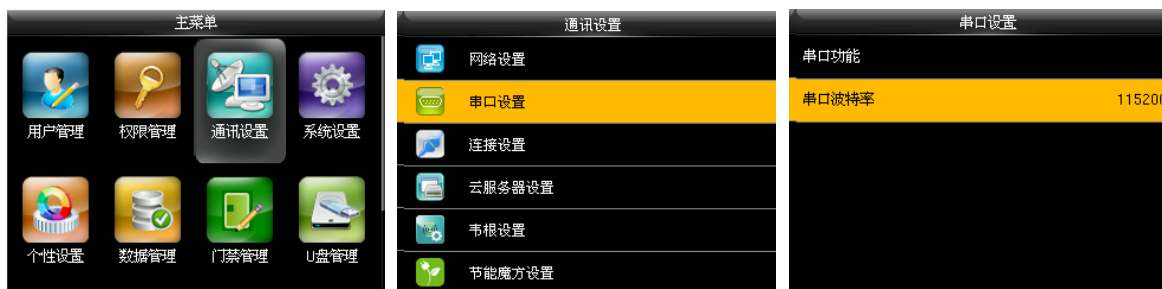 主菜单
用户管理 权限管理 通讯设置 系统设置
个性设置 数据管理 门禁管理 U盘管理
通讯设置
网络设置
串口设置
连接设置
云服务器设置
韦根设置
节能魔方设置
串口设置
串口功能
串口波特率 115200